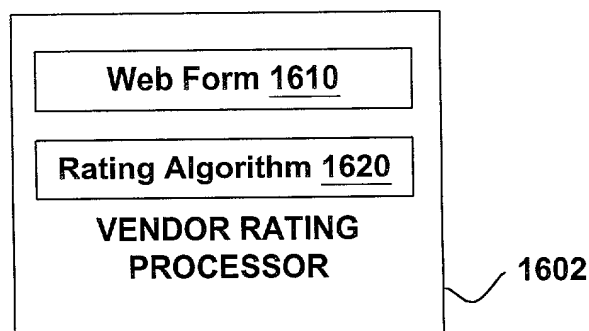 Web Form 1610
Rating Algorithm 1620
VENDOR RATING
PROCESSOR
1602